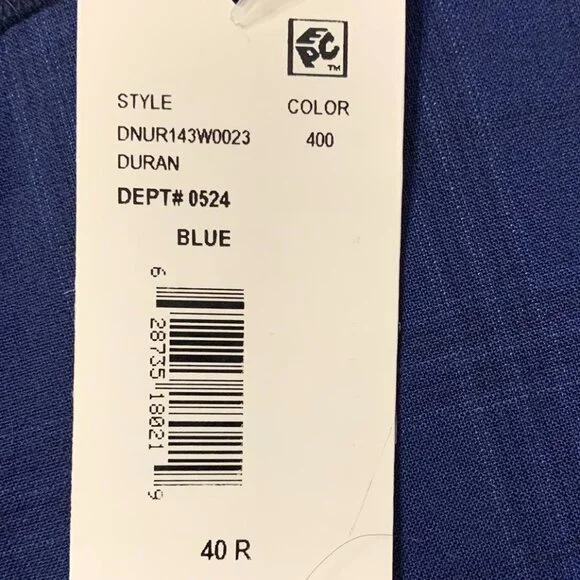 EPC
TM
STYLE COLOR
DNUR143W0023 400
DURAN
DEPT# 0524
BLUE
6 28735 18021 9
40 R